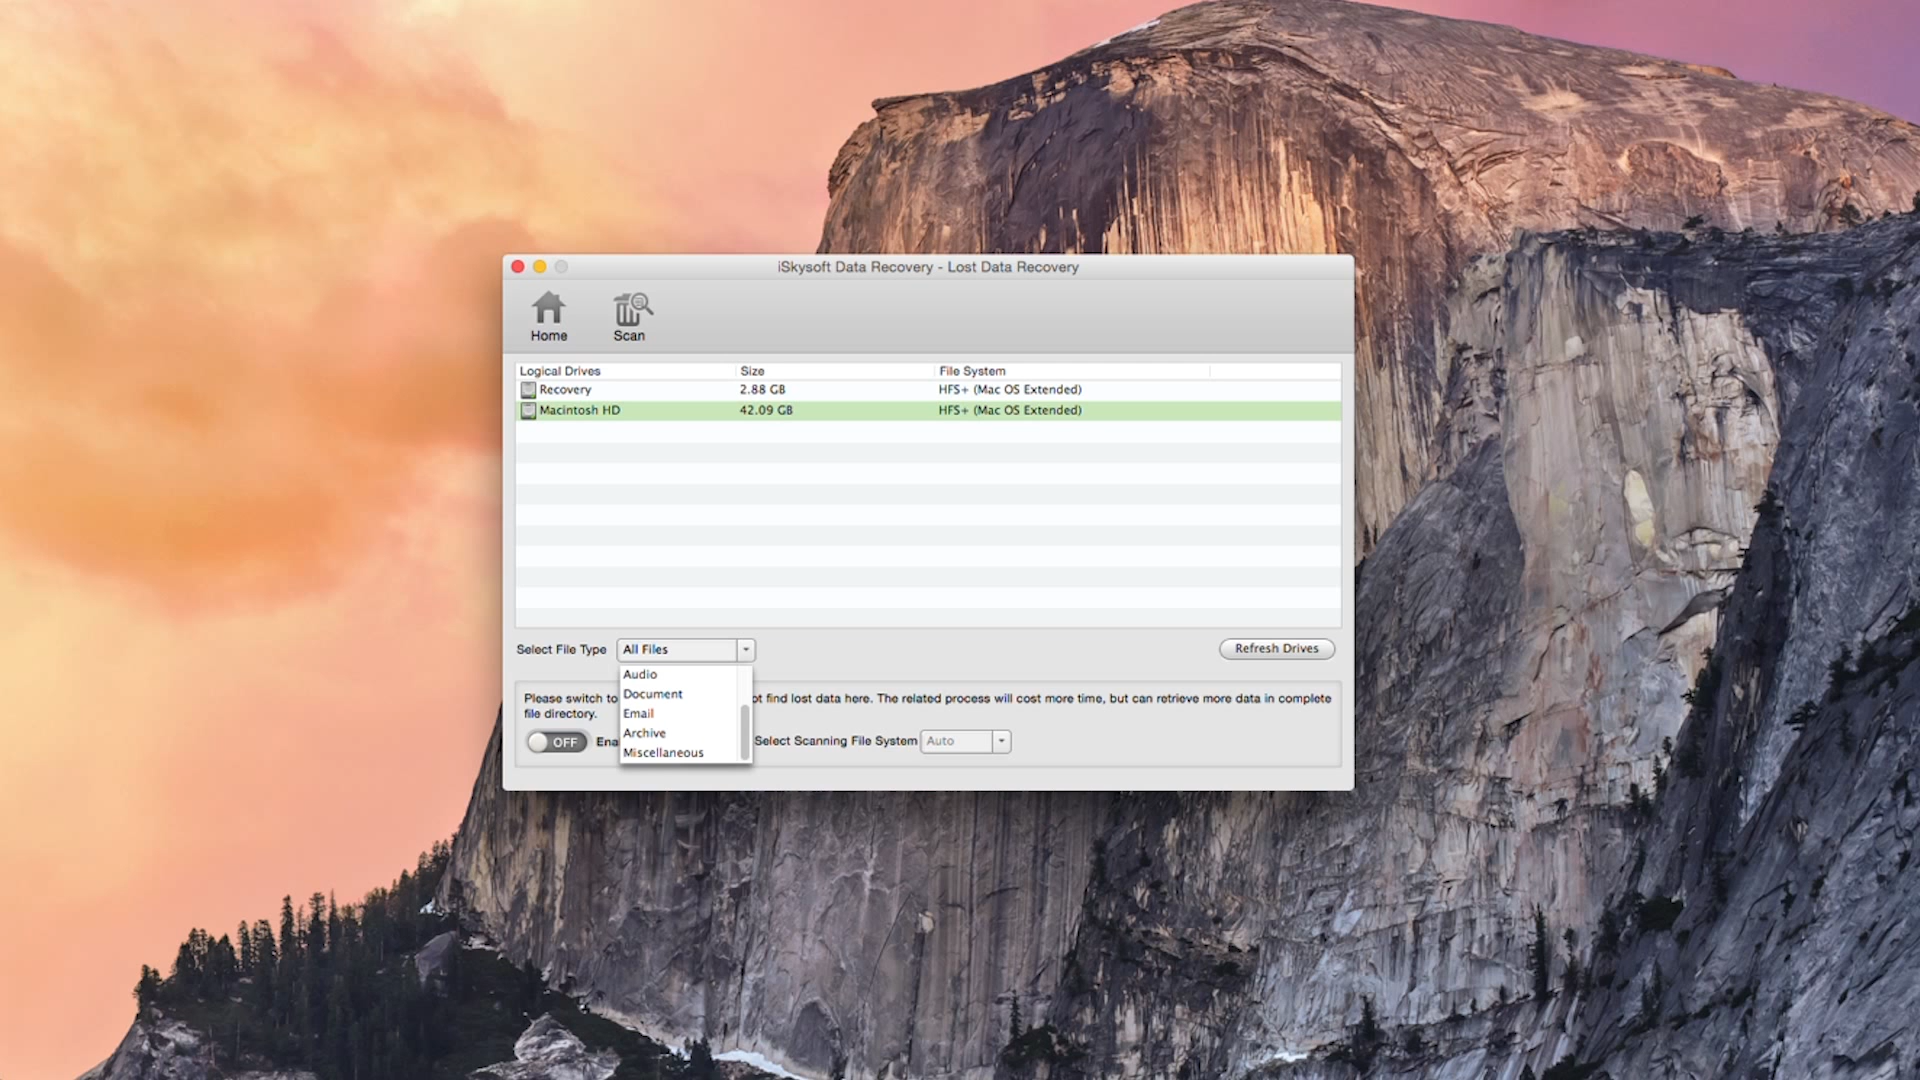 iSkysoft Data Recovery - Lost Data Recovery
Home
Scan
Logical Drives Size File System
Recovery 2.88 GB HFS+ (Mac OS Extended)
Macintosh HD 42.09 GB HFS+ (Mac OS Extended)
Select File Type All Files Refresh Drives
Audio
Document
Email
Archive
Miscellaneous
Please switch to ot find lost data here. The related process will cost more time, but can retrieve more data in complete
file directory.
OFF Ena Select Scanning File System Auto